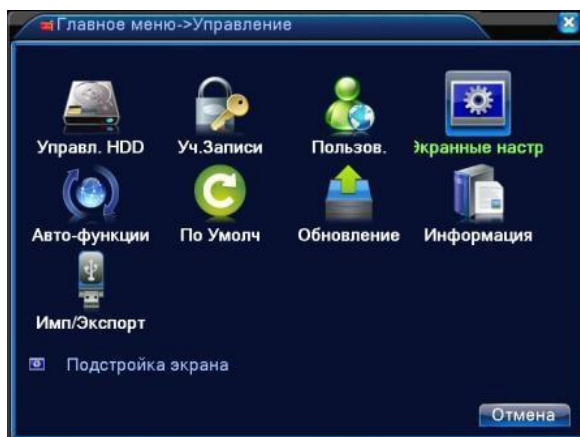 Главное меню->Управление
Управл. HDD Уч.Записи Пользов. Экранные настр
Авто-функции По Умолч Обновление Информация
Имп/Экспорт
Подстройка экрана
Отмена